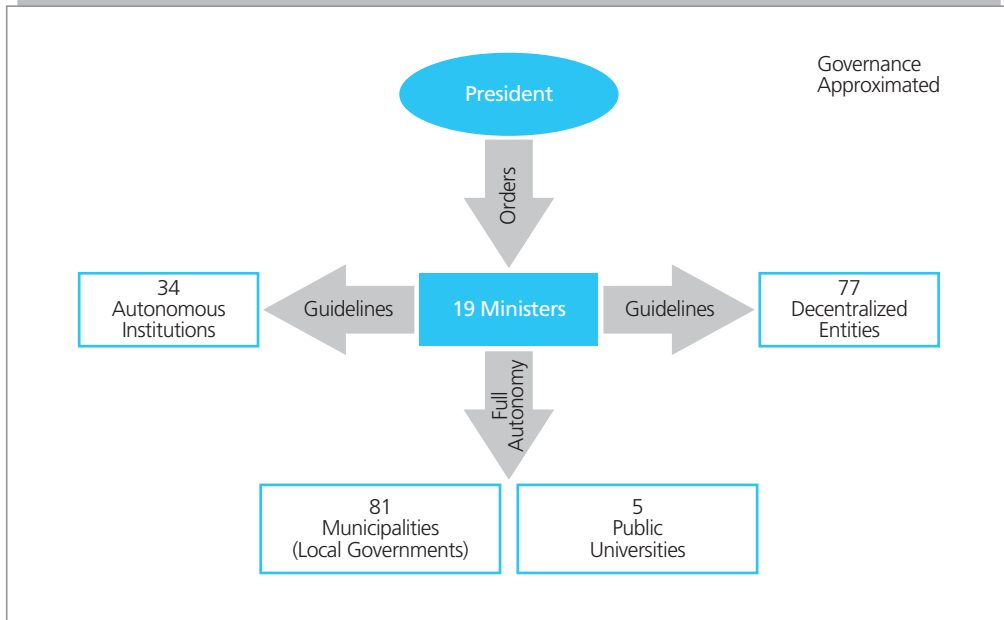 Governance
Approximated
President
Orders
34
Autonomous
Institutions
Guidelines
19 Ministers
Guidelines
77
Decentralized
Entities
Full
Autonomy
81
Municipalities
(Local Governments)
5
Public
Universities